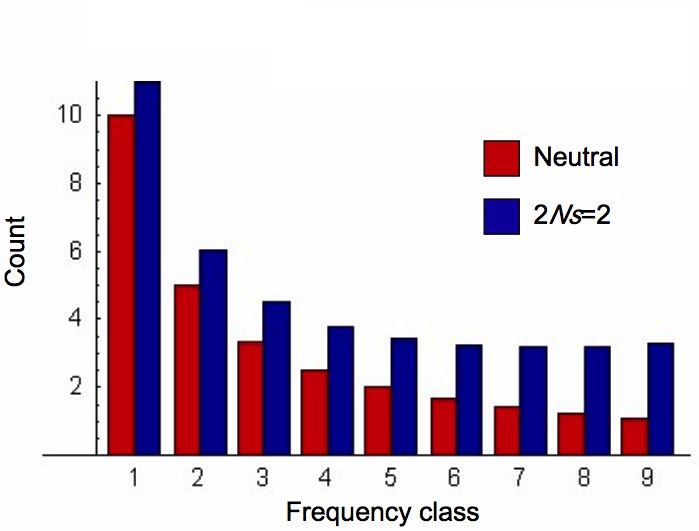 Neutral
2Ns=2
Count
10
8
6
4
2
1 2 3 4 5 6 7 8 9
Frequency class